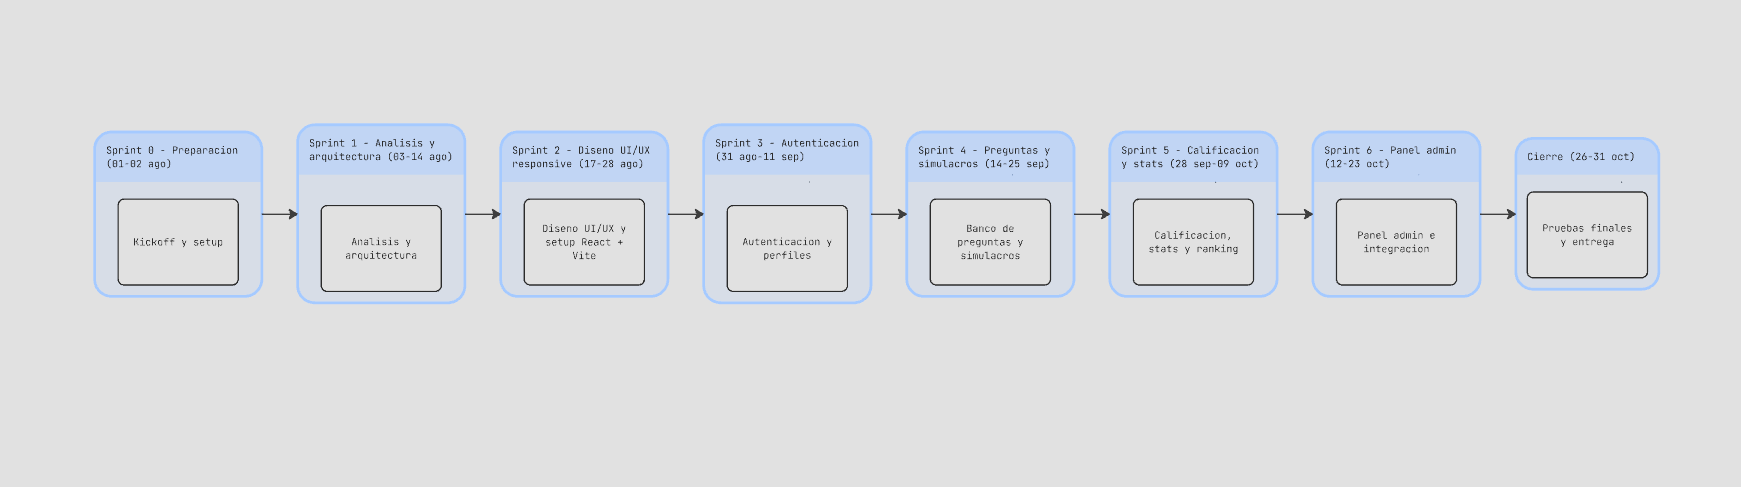 Sprint 0 - Preparacion
(01-02 ago)
Kickoff y setup
Sprint 1 - Analisis y
arquitectura (03-14 ago)
Analisis y
arquitectura
Sprint 2 - Diseno UI/UX
responsive (17-28 ago)
Diseno UI/UX y
setup React +
Vite
Sprint 3 - Autenticacion
(31 ago-11 sep)
Autenticacion y
perfiles
Sprint 4 - Preguntas y
simulacros (14-25 sep)
Banco de
preguntas y
simulacros
Sprint 5 - Calificacion
y stats (28 sep-09 oct)
Calificacion,
stats y ranking
Sprint 6 - Panel admin
(12-23 oct)
Panel admin e
integracion
Cierre (26-31 oct)
Pruebas finales
y entrega